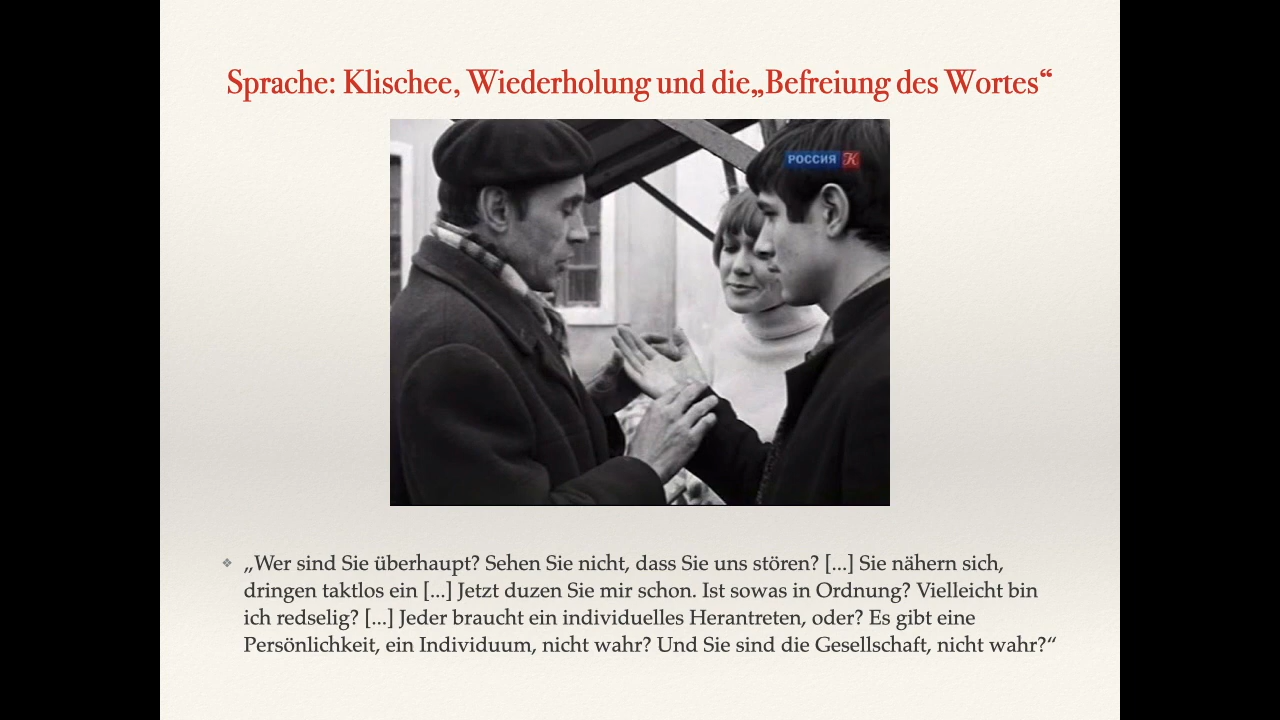 Sprache: Klischee, Wiederholung und die„Befreiung des Wortes“
РОССИЯ К
„Wer sind Sie überhaupt? Sehen Sie nicht, dass Sie uns stören? [...] Sie nähern sich,
dringen taktlos ein [...] Jetzt duzen Sie mir schon. Ist sowas in Ordnung? Vielleicht bin
ich redselig? [...] Jeder braucht ein individuelles Herantreten, oder? Es gibt eine
Persönlichkeit, ein Individuum, nicht wahr? Und Sie sind die Gesellschaft, nicht wahr?“